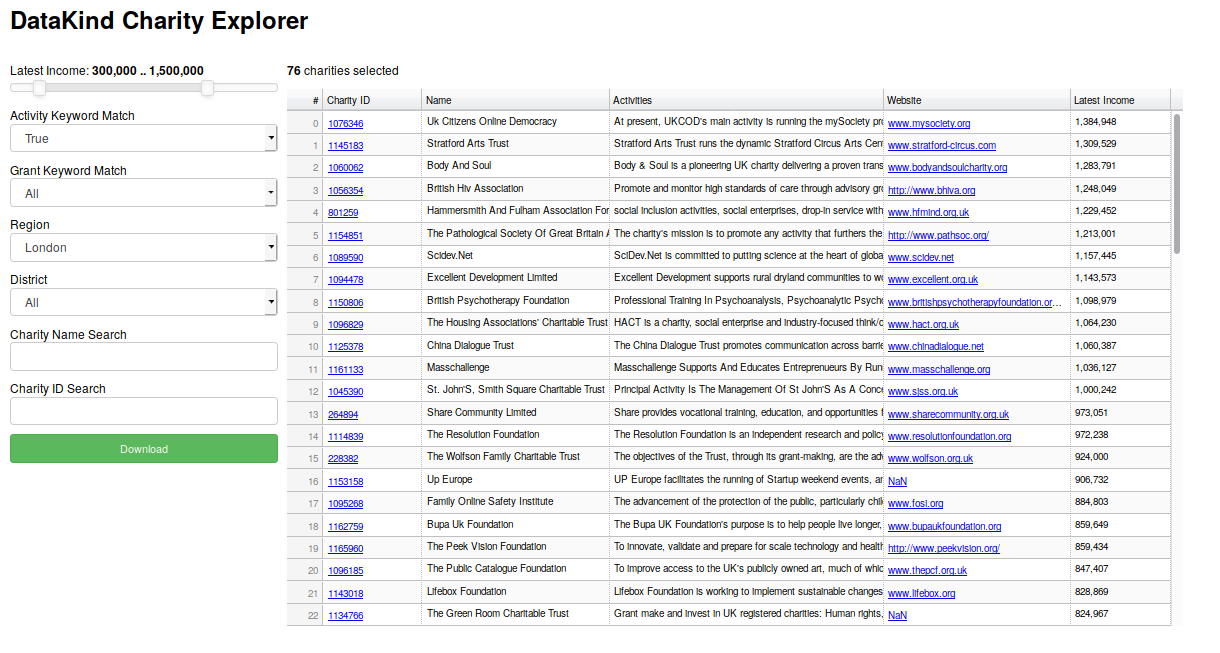 DataKind Charity Explorer
Latest Income: 300,000 .. 1,500,000
Activity Keyword Match
True
Grant Keyword Match
All
Region
London
District
All
Charity Name Search
Charity ID Search
Download
76 charities selected
# Charity ID Name Activities Website Latest Income
0 1076346 Uk Citizens Online Democracy At present, UKCOD's main activity is running the mySociety pro www.mysociety.org 1,384,948
1 1145183 Stratford Arts Trust Stratford Arts Trust runs the dynamic Stratford Circus Arts Cen www.stratford-circus.com 1,309,529
2 1060062 Body And Soul Body & Soul is a pioneering UK charity delivering a proven trans www.bodyandsoulcharity.org 1,283,791
3 1056354 British Hiv Association Promote and monitor high standards of care through advisory gro http://www.bhiva.org 1,248,049
4 801259 Hammersmith And Fulham Association For social inclusion activities, social enterprises, drop-in service with www.hfmind.org.uk 1,229,452
5 1154851 The Pathological Society Of Great Britain A The charity's mission is to promote any activity that furthers the http://www.pathsoc.org/ 1,213,001
6 1089590 Scidev.Net SciDev.Net is committed to putting science at the heart of globa www.scidev.net 1,157,445
7 1094478 Excellent Development Limited Excellent Development supports rural dryland communities to wo www.excellent.org.uk 1,143,573
8 1150806 British Psychotherapy Foundation Professional Training In Psychoanalysis, Psychoanalytic Psycho www.britishpsychotherapyfoundation.or... 1,098,979
9 1096829 The Housing Associations' Charitable Trust HACT is a charity, social enterprise and industry-focused think/d www.hact.org.uk 1,064,230
10 1125378 China Dialogue Trust The China Dialogue Trust promotes communication across barrie www.chinadialogue.net 1,060,387
11 1161133 Masschallenge Masschallenge Supports And Educates Entrepreneuers By Run www.masschallenge.org 1,036,127
12 1045390 St. John'S, Smith Square Charitable Trust Principal Activity Is The Management Of St John'S As A Conce www.sjss.org.uk 1,000,242
13 264894 Share Community Limited Share provides vocational training, education, and opportunities f www.sharecommunity.org.uk 973,051
14 1114839 The Resolution Foundation The Resolution Foundation is an independent research and policy www.resolutionfoundation.org 972,238
15 228382 The Wolfson Family Charitable Trust The objectives of the Trust, through its grant-making, are the adv www.wolfson.org.uk 924,000
16 1153158 Up Europe UP Europe facilitates the running of Startup weekend events, an NaN 906,732
17 1095268 Family Online Safety Institute The advancement of the protection of the public, particularly chil www.fosi.org 884,803
18 1162759 Bupa Uk Foundation The Bupa UK Foundation's purpose is to help people live longer, www.bupaukfoundation.org 859,649
19 1165960 The Peek Vision Foundation To innovate, validate and prepare for scale technology and health http://www.peekvision.org/ 859,434
20 1096185 The Public Catalogue Foundation To improve access to the UK's publicly owned art, much of whic www.thepcf.org.uk 847,407
21 1143018 Lifebox Foundation Lifebox Foundation is working to implement sustainable changes www.lifebox.org 828,869
22 1134766 The Green Room Charitable Trust Grant make and invest in UK registered charities: Human rights, NaN 824,967